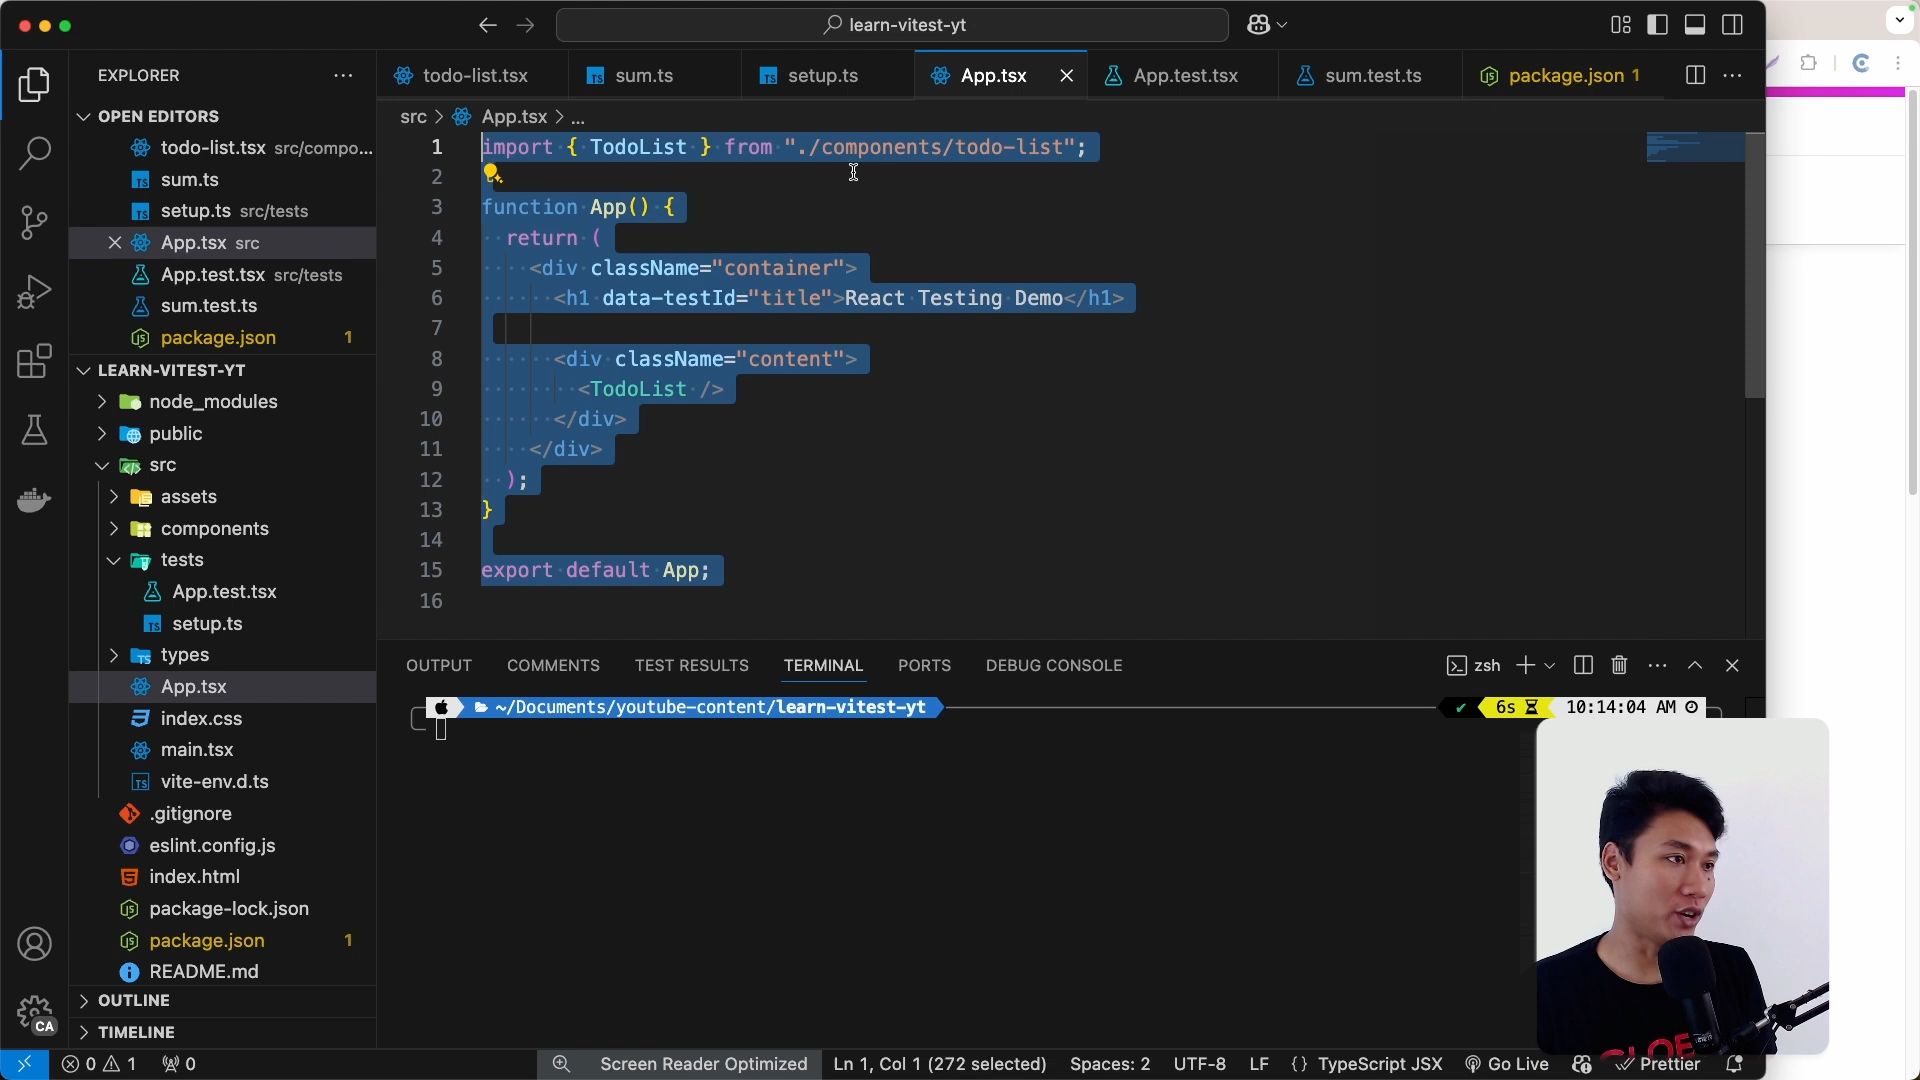 learn-vitest-yt
EXPLORER
todo-list.tsx
sum.ts
setup.ts
App.tsx
App.test.tsx
sum.test.ts
package.json 1
OPEN EDITORS
todo-list.tsx src/compo...
sum.ts
setup.ts src/tests
App.tsx src
App.test.tsx src/tests
sum.test.ts
package.json 1
LEARN-VITEST-YT
node_modules
public
src
assets
components
tests
App.test.tsx
setup.ts
types
App.tsx
index.css
main.tsx
vite-env.d.ts
.gitignore
eslint.config.js
index.html
package-lock.json
package.json 1
README.md
OUTLINE
TIMELINE
CA
src > App.tsx > ...
1 import { TodoList } from "./components/todo-list";
2
3 function App() {
4 return (
5 <div className="container">
6 <h1 data-testId="title">React Testing Demo</h1>
7
8 <div className="content">
9 <TodoList />
10 </div>
11 </div>
12 );
13 }
14
15 export default App;
16
OUTPUT COMMENTS TEST RESULTS TERMINAL PORTS DEBUG CONSOLE
zsh
~/Documents/youtube-content/learn-vitest-yt
6s 10:14:04 AM
0 1 0
Screen Reader Optimized Ln 1, Col 1 (272 selected) Spaces: 2 UTF-8 LF {} TypeScript JSX Go Live Prettier